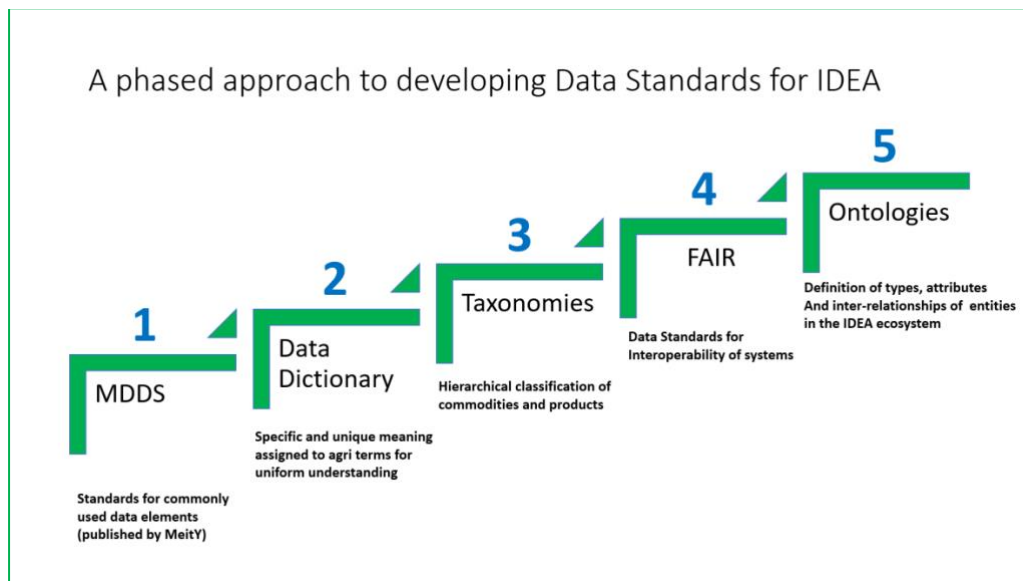 A phased approach to developing Data Standards for IDEA
1
MDDS
Standards for commonly
used data elements
(published by MeitY)
2
Data
Dictionary
Specific and unique meaning
assigned to agri terms for
uniform understanding
3
Taxonomies
Hierarchical classification of
commodities and products
4
FAIR
Data Standards for
Interoperability of systems
5
Ontologies
Definition of types, attributes
And inter-relationships of entities
in the IDEA ecosystem